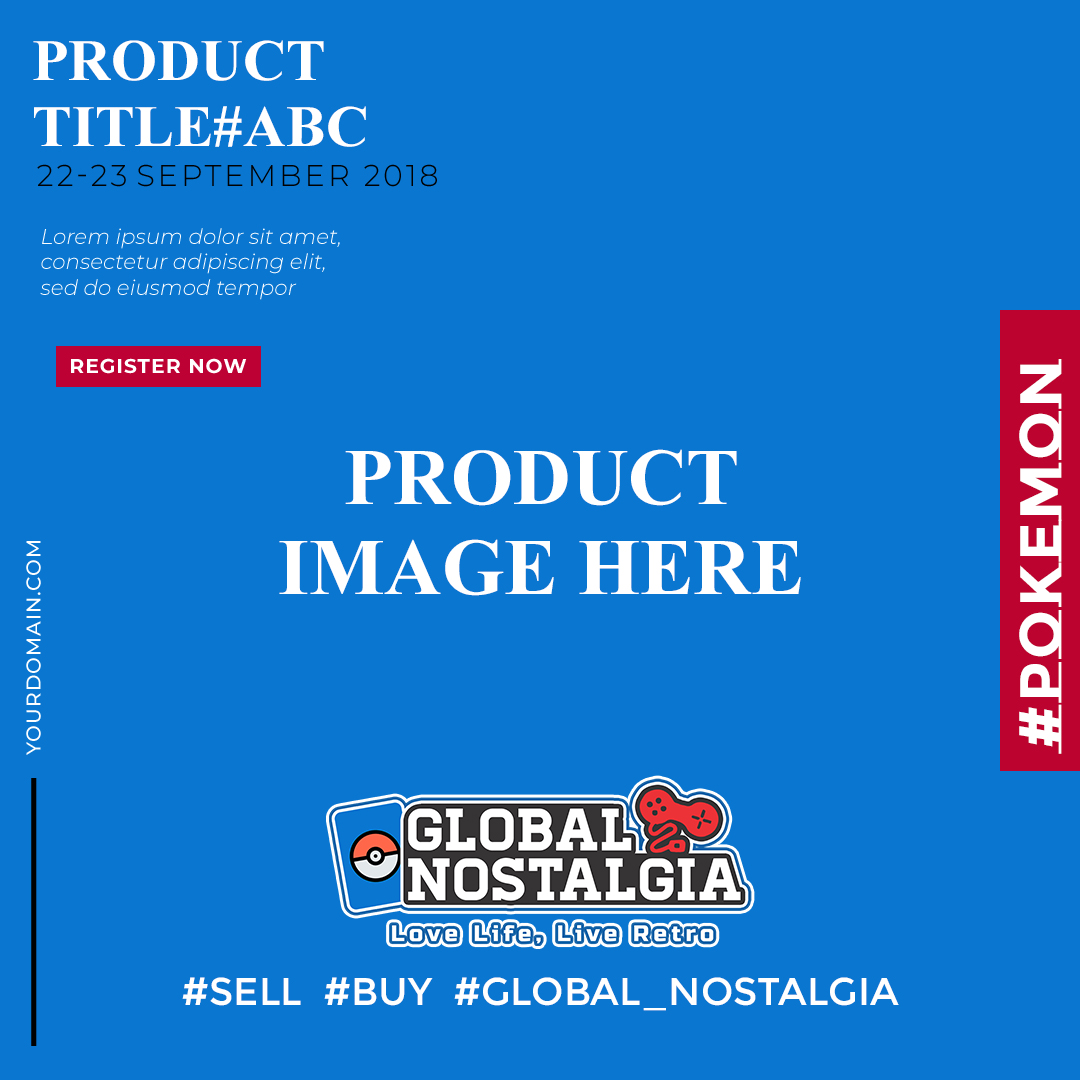 PRODUCT
TITLE#ABC
22-23 SEPTEMBER 2018
Lorem ipsum dolor sit amet,
consectetur adipiscing elit,
sed do eiusmod tempor
REGISTER NOW
#POKEMON
PRODUCT
IMAGE HERE
YOURDOMAIN.COM
GLOBAL
NOSTALGIA
Love Life, Live Retro
#SELL #BUY #GLOBAL_NOSTALGIA